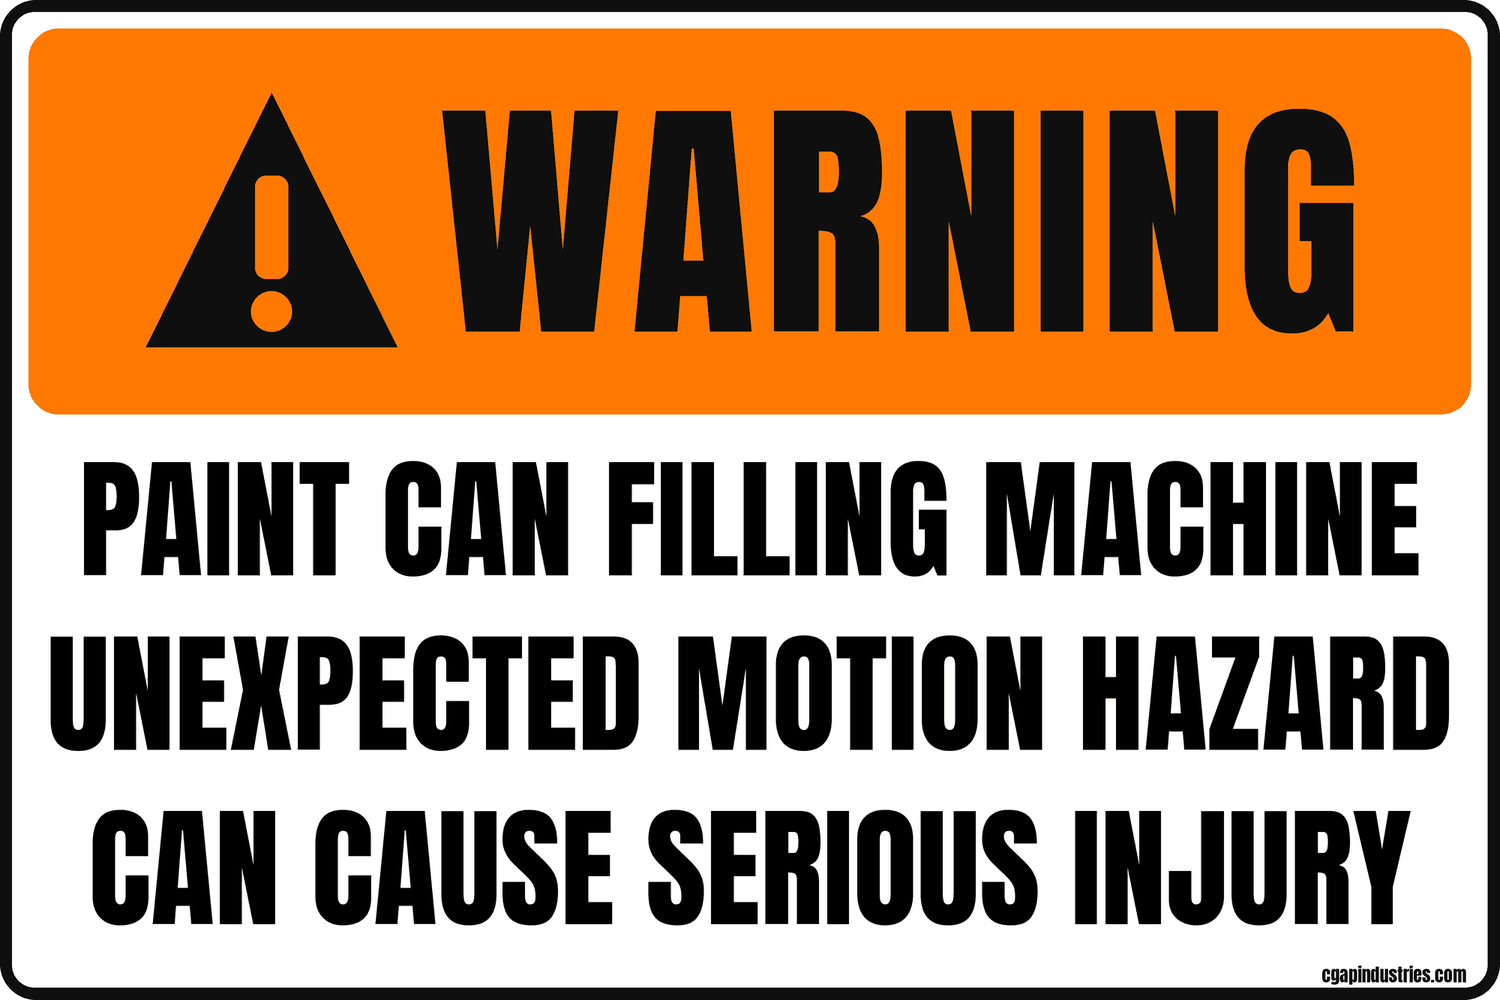 WARNING
PAINT CAN FILLING MACHINE
UNEXPECTED MOTION HAZARD
CAN CAUSE SERIOUS INJURY
cgapindustries.com